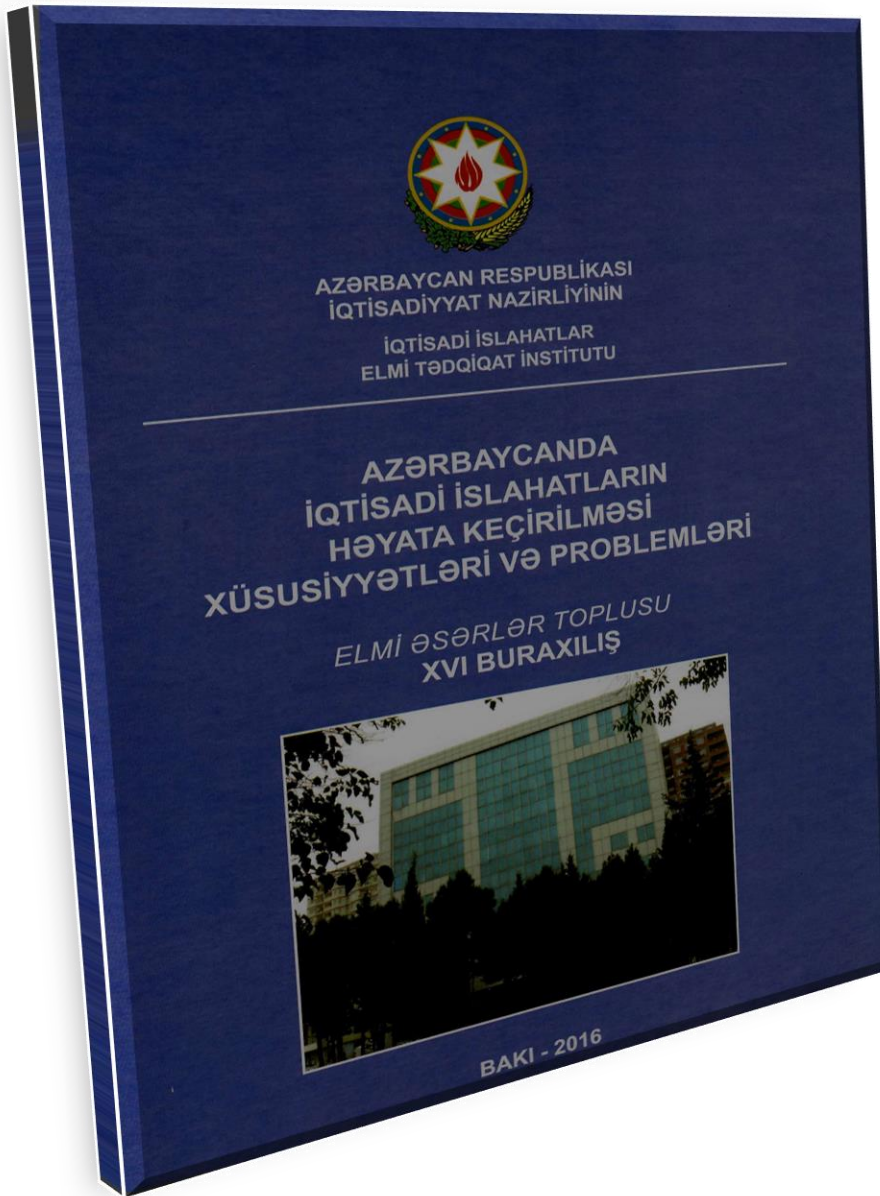 AZƏRBAYCAN RESPUBLİKASI
İQTİSADİYYAT NAZİRLİYİNİN
İQTİSADİ İSLAHATLAR
ELMİ TƏDQİQAT İNSTİTUTU
AZƏRBAYCANDA
İQTİSADİ İSLAHATLARIN
HƏYATA KEÇİRİLMƏSİ
XÜSUSİYYƏTLƏRİ VƏ PROBLEMLƏRİ
ELMİ ƏSƏRLƏR TOPLUSU
XVI BURAXILIŞ
BAKI - 2016